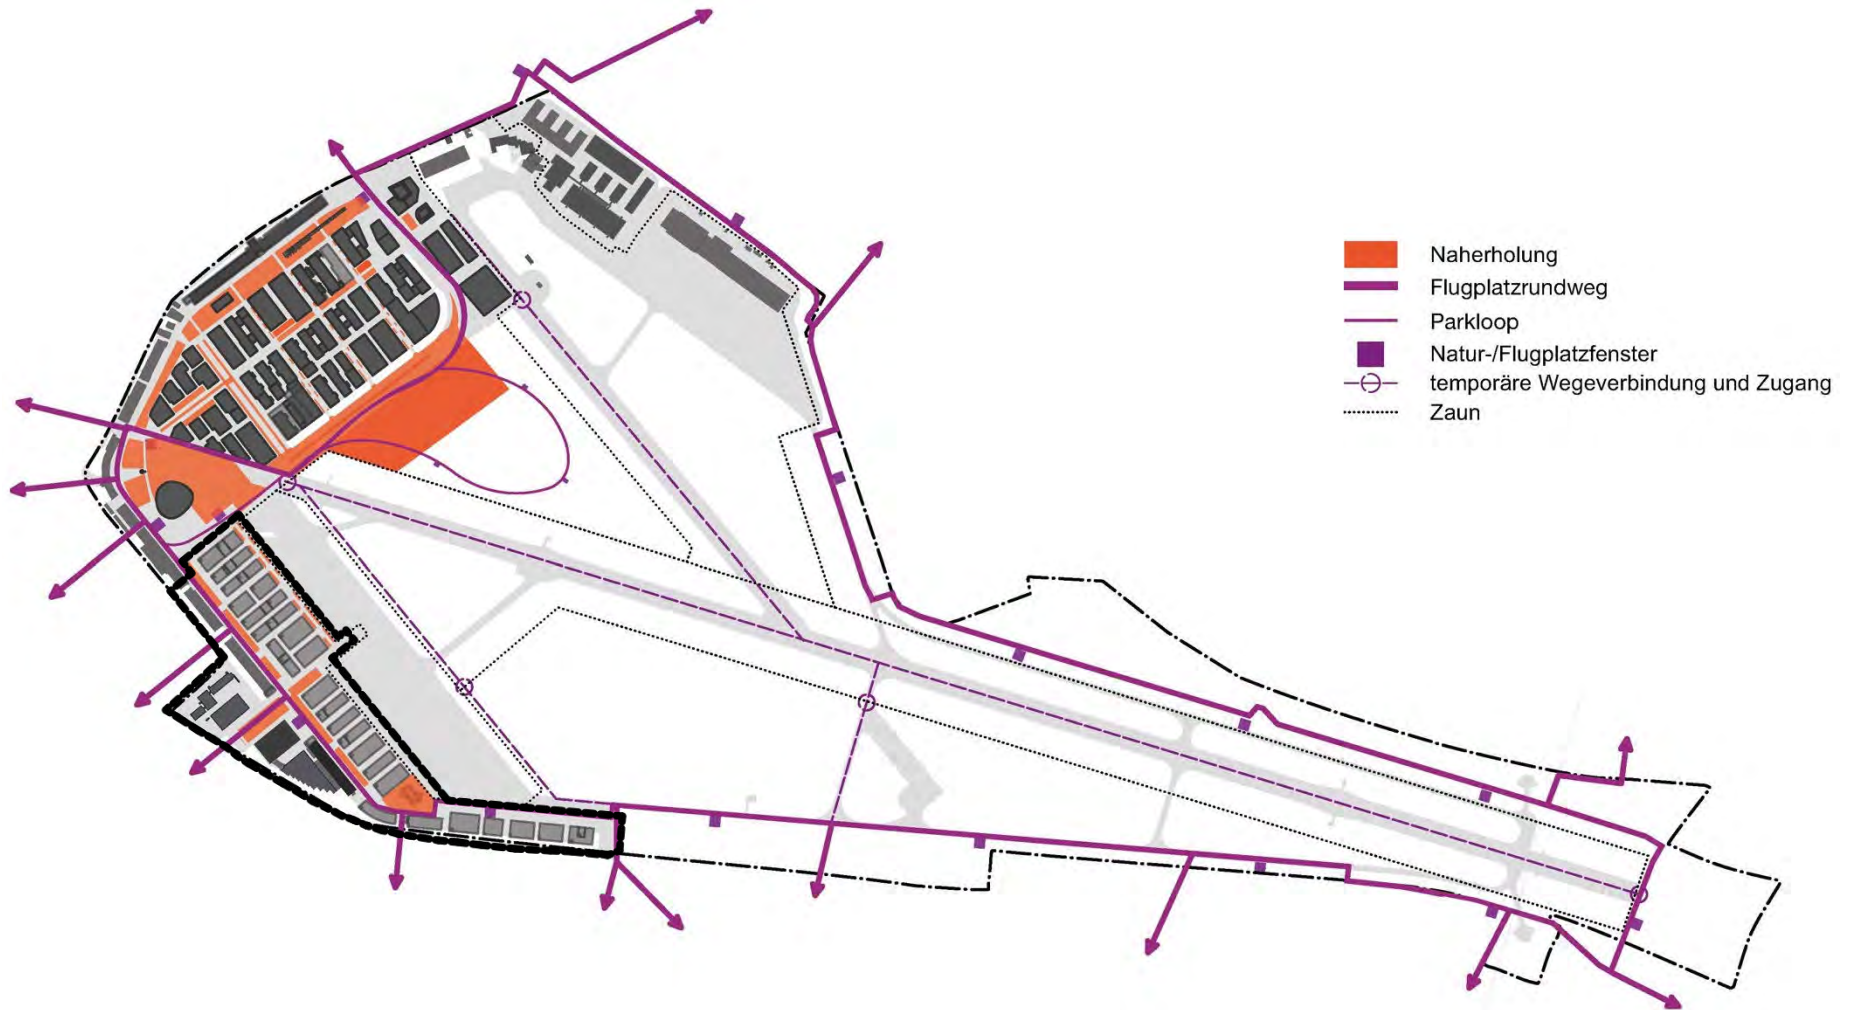 Naherholung
Flugplatzrundweg
Parkloop
Natur-/Flugplatzfenster
temporäre Wegeverbindung und Zugang
Zaun